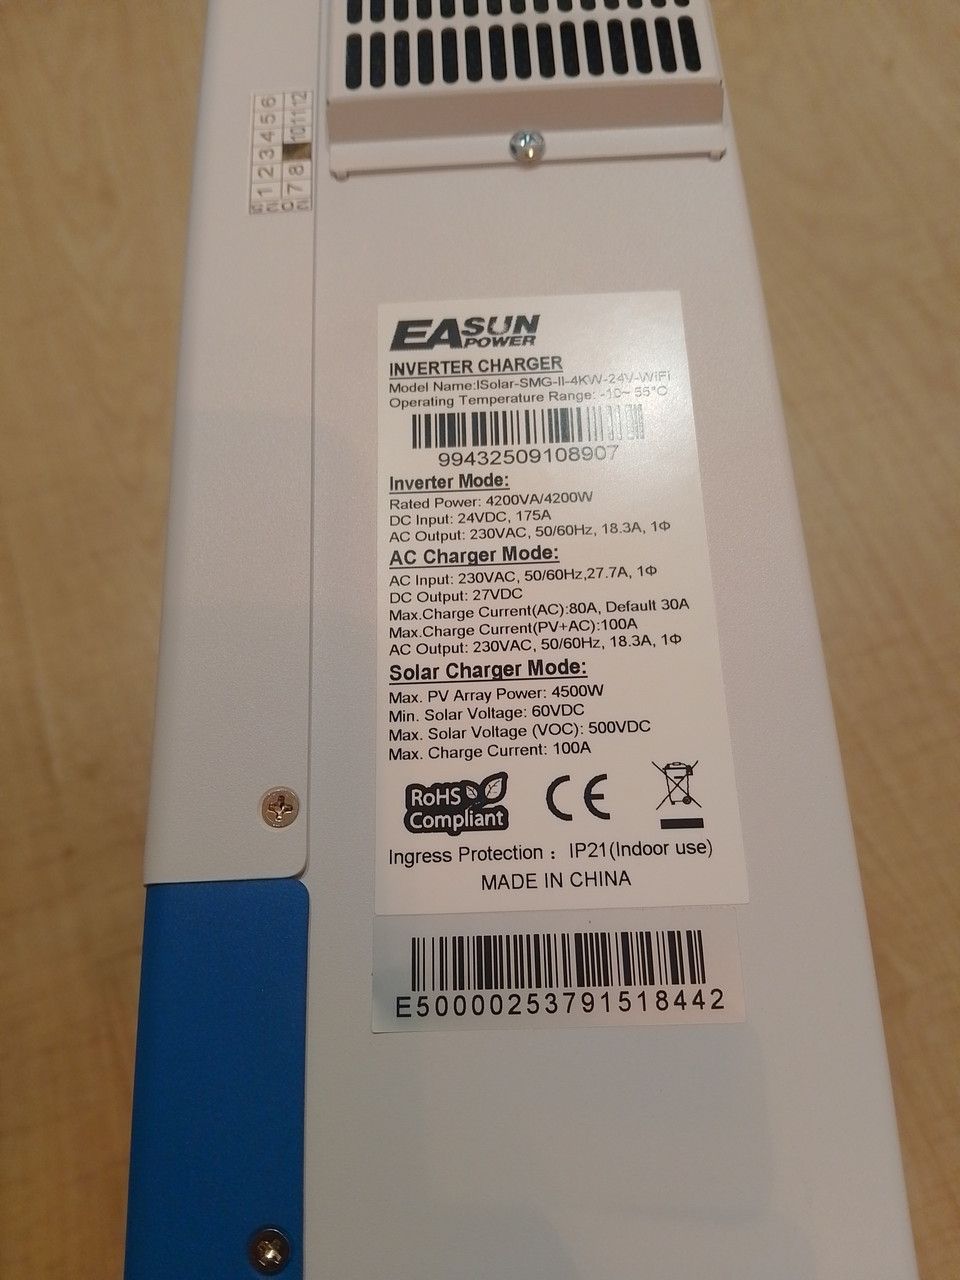 1 2 3 4 5 6
7 8 10 11 12
EASUN
POWER
INVERTER CHARGER
Model Name:ISolar-SMG-II-4KW-24V-WiFi
Operating Temperature Range: -10~ 55°C
99432509108907
Inverter Mode:
Rated Power: 4200VA/4200W
DC Input: 24VDC, 175A
AC Output: 230VAC, 50/60Hz, 18.3A, 1Φ
AC Charger Mode:
AC Input: 230VAC, 50/60Hz,27.7A, 1Φ
DC Output: 27VDC
Max.Charge Current(AC):80A, Default 30A
Max.Charge Current(PV+AC):100A
AC Output: 230VAC, 50/60Hz, 18.3A, 1Φ
Solar Charger Mode:
Max. PV Array Power: 4500W
Min. Solar Voltage: 60VDC
Max. Solar Voltage (VOC): 500VDC
Max. Charge Current: 100A
RoHS
Compliant
CE
Ingress Protection : IP21(Indoor use)
MADE IN CHINA
E50000253791518442